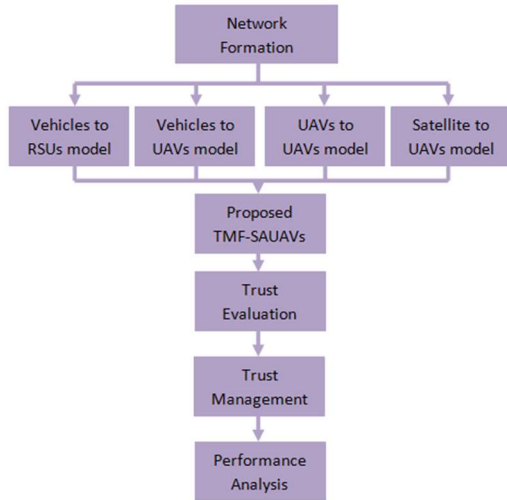 Network
Formation
Vehicles to
RSUs model
Vehicles to
UAVs model
UAVs to
UAVs model
Satellite to
UAVs model
Proposed
TMF-SAUAVs
Trust
Evaluation
Trust
Management
Performance
Analysis